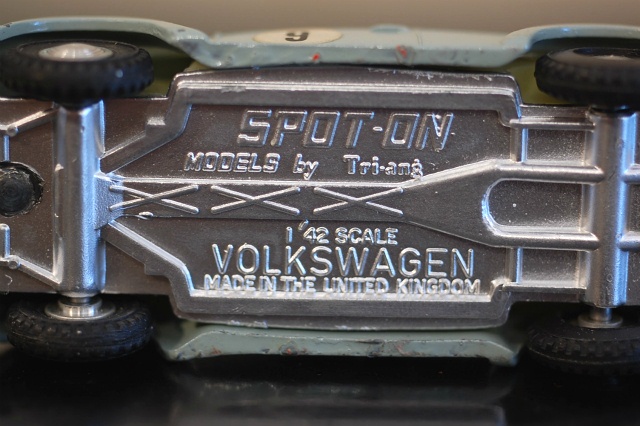 SPOT-ON
MODELS by Tri-ang
1/42 SCALE
VOLKSWAGEN
MADE IN THE UNITED KINGDOM